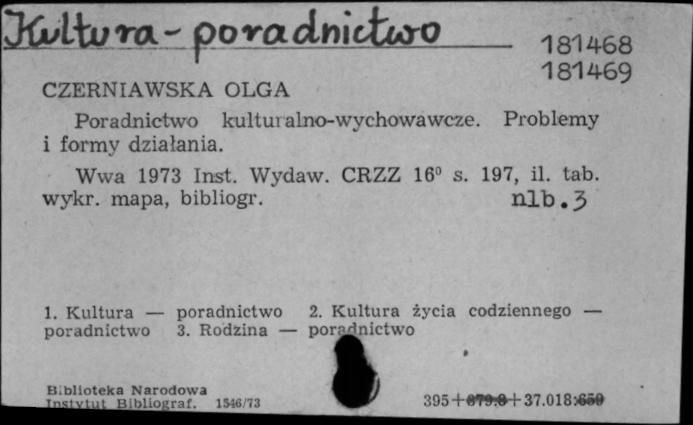 Kultura - poradnictwo
181468
181469
CZERNIAWSKA OLGA
Poradnictwo kulturalno-wychowawcze. Problemy
i formy działania.
Wwa 1973 Inst. Wydaw. CRZZ 16⁰ s. 197, il. tab.
wykr. mapa, bibliogr. nlb. 3
1. Kultura — poradnictwo 2. Kultura życia codziennego —
poradnictwo 3. Rodzina — poradnictwo
Biblioteka Narodowa
Instytut Bibliograf. 1546/73 395+379.8+37.018:659